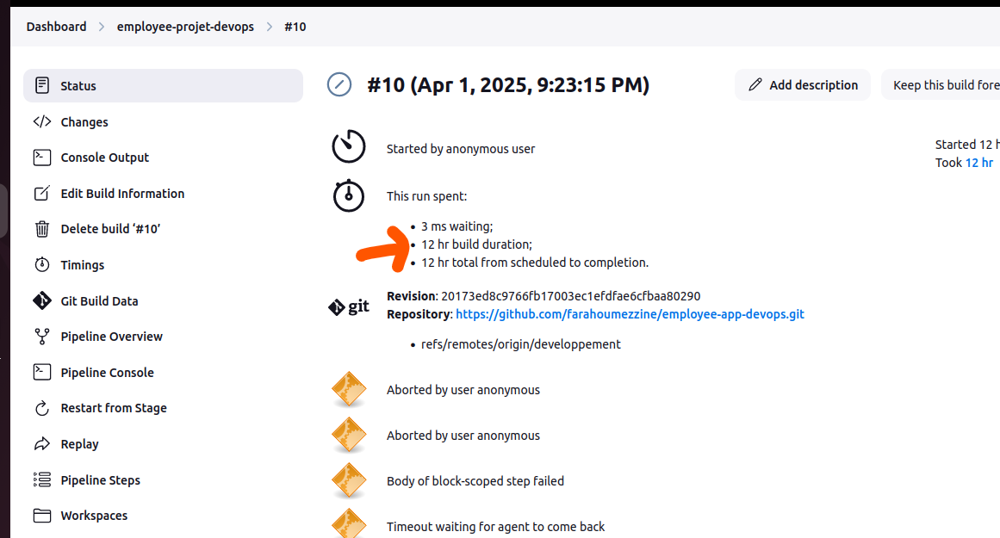 Dashboard > employee-projet-devops > #10
Status
Changes
Console Output
Edit Build Information
Delete build ‘#10’
Timings
Git Build Data
Pipeline Overview
Pipeline Console
Restart from Stage
Replay
Pipeline Steps
Workspaces
#10 (Apr 1, 2025, 9:23:15 PM)
Add description
Keep this build fore
Started by anonymous user
Started 12 h
Took 12 hr
This run spent:
• 3 ms waiting;
• 12 hr build duration;
• 12 hr total from scheduled to completion.
git
Revision: 20173ed8c9766fb17003ec1efdfae6cfbaa80290
Repository: https://github.com/farahoumezzine/employee-app-devops.git
• refs/remotes/origin/developpement
Aborted by user anonymous
Aborted by user anonymous
Body of block-scoped step failed
Timeout waiting for agent to come back